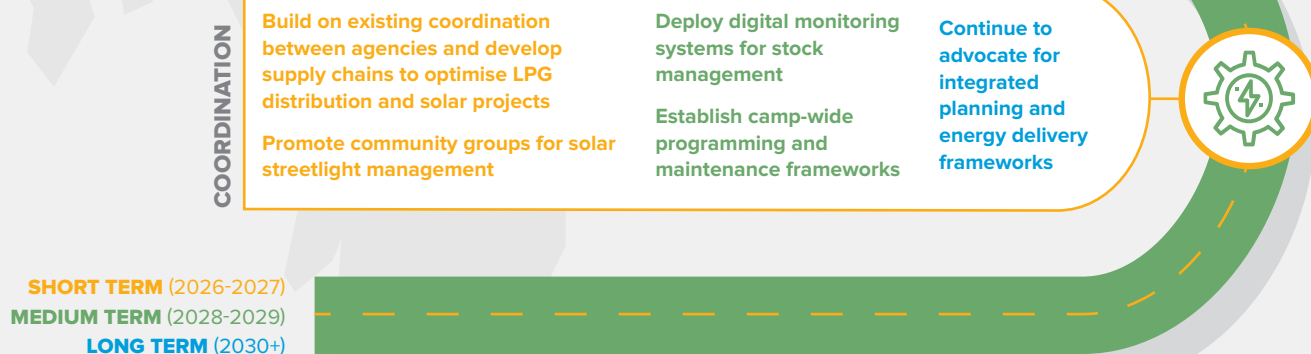 COORDINATION
Build on existing coordination
between agencies and develop
supply chains to optimise LPG
distribution and solar projects
Promote community groups for solar
streetlight management
Deploy digital monitoring
systems for stock
management
Establish camp-wide
programming and
maintenance frameworks
Continue to
advocate for
integrated
planning and
energy delivery
frameworks
SHORT TERM (2026-2027)
MEDIUM TERM (2028-2029)
LONG TERM (2030+)